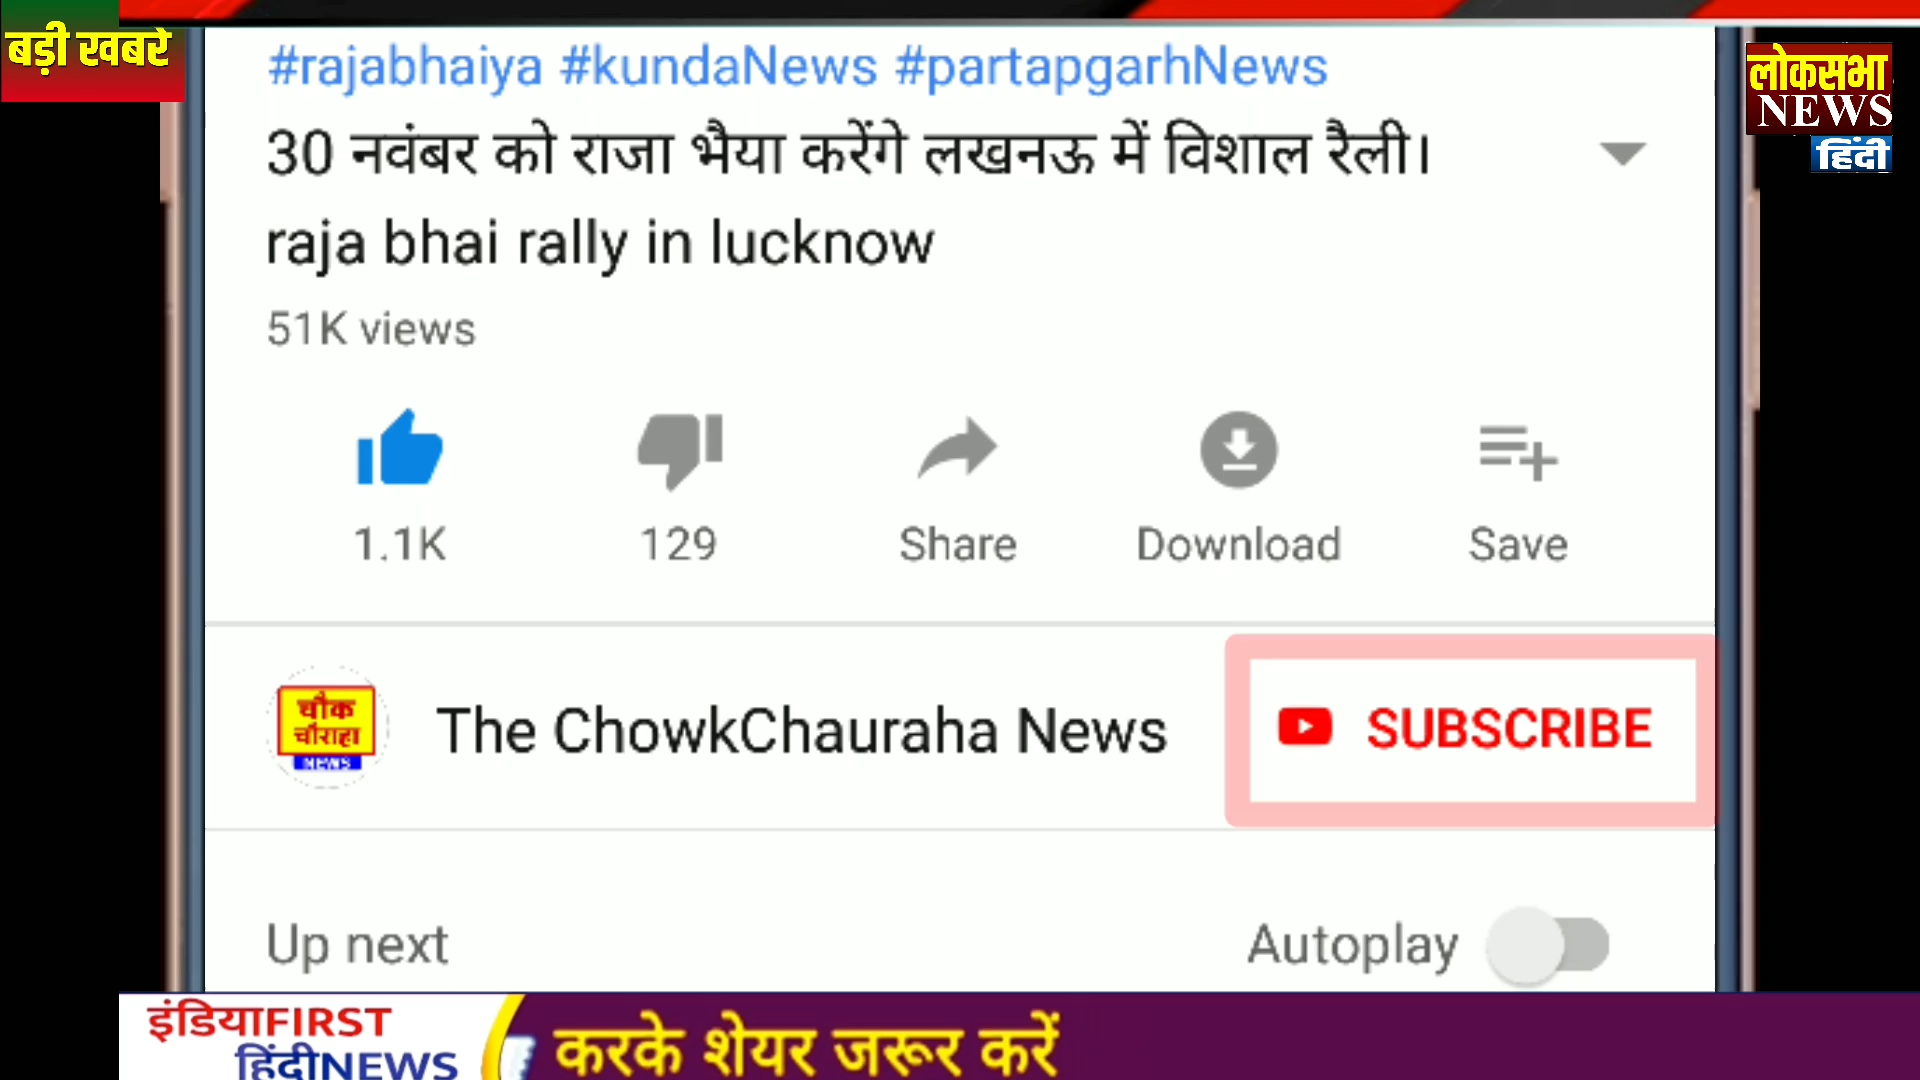 बड़ी खबरे
लोकसभा
NEWS
हिंदी
#rajabhaiya #kundaNews #partapgarhNews
30 नवंबर को राजा भैया करेंगे लखनऊ में विशाल रैली।
raja bhai rally in lucknow
51K views
1.1K 129 Share Download Save
चौक
चौराहा
NEWS
The ChowkChauraha News
SUBSCRIBE
Up next Autoplay
इंडियाFIRST
हिंदीNEWS
करके शेयर जरूर करें